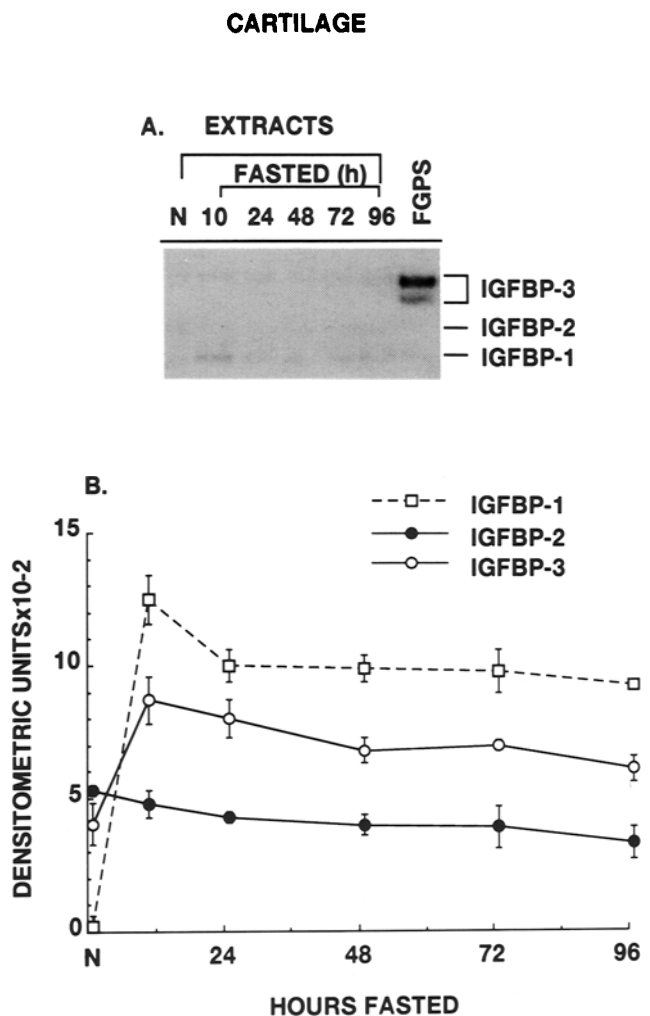 CARTILAGE
A. EXTRACTS
FASTED (h)
N 10 24 48 72 96 FGPS
IGFBP-3
IGFBP-2
IGFBP-1
B.
IGFBP-1
IGFBP-2
IGFBP-3
DENSITOMETRIC UNITSx10-2
15
10
5
0
N 24 48 72 96
HOURS FASTED